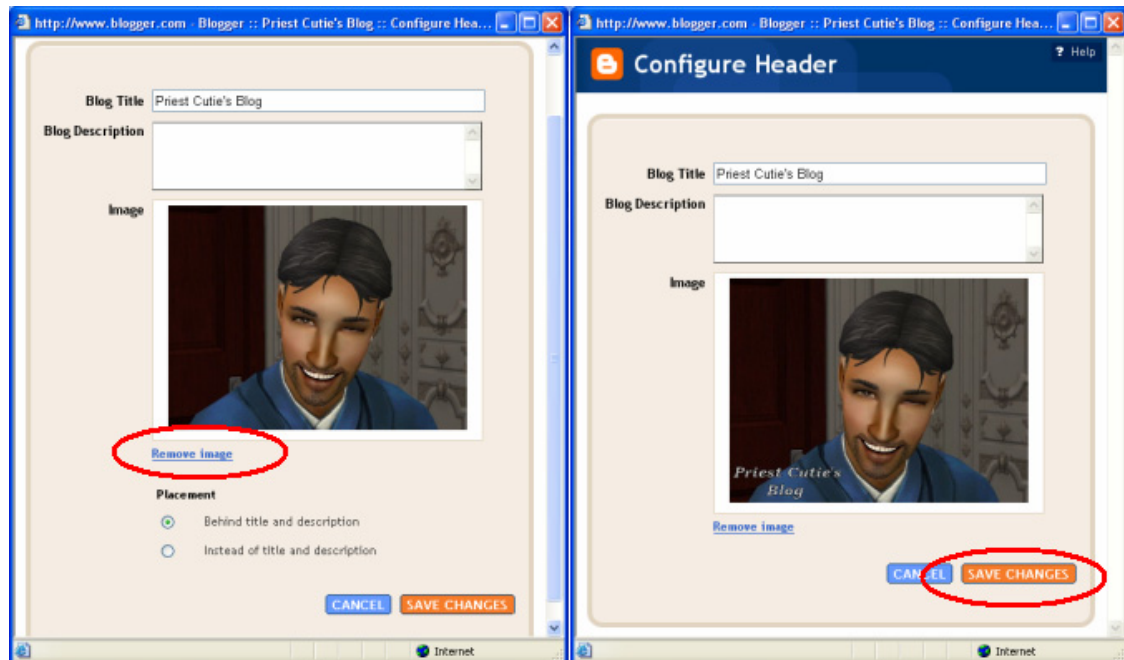 http://www.blogger.com - Blogger :: Priest Cutie's Blog :: Configure Hea...
Blog Title Priest Cutie's Blog
Blog Description
Image
Remove image
Placement
Behind title and description
Instead of title and description
CANCEL SAVE CHANGES
Internet
http://www.blogger.com - Blogger :: Priest Cutie's Blog :: Configure Hea...
? Help
Configure Header
Blog Title Priest Cutie's Blog
Blog Description
Image
Priest Cutie's
Blog
Remove image
CANCEL SAVE CHANGES
Internet